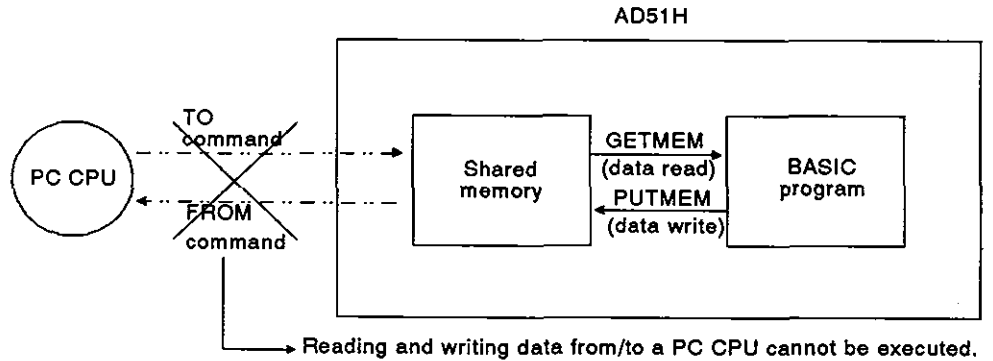 AD51H
TO
command
PC CPU
FROM
command
Shared
memory
GETMEM
(data read)
PUTMEM
(data write)
BASIC
program
Reading and writing data from/to a PC CPU cannot be executed.